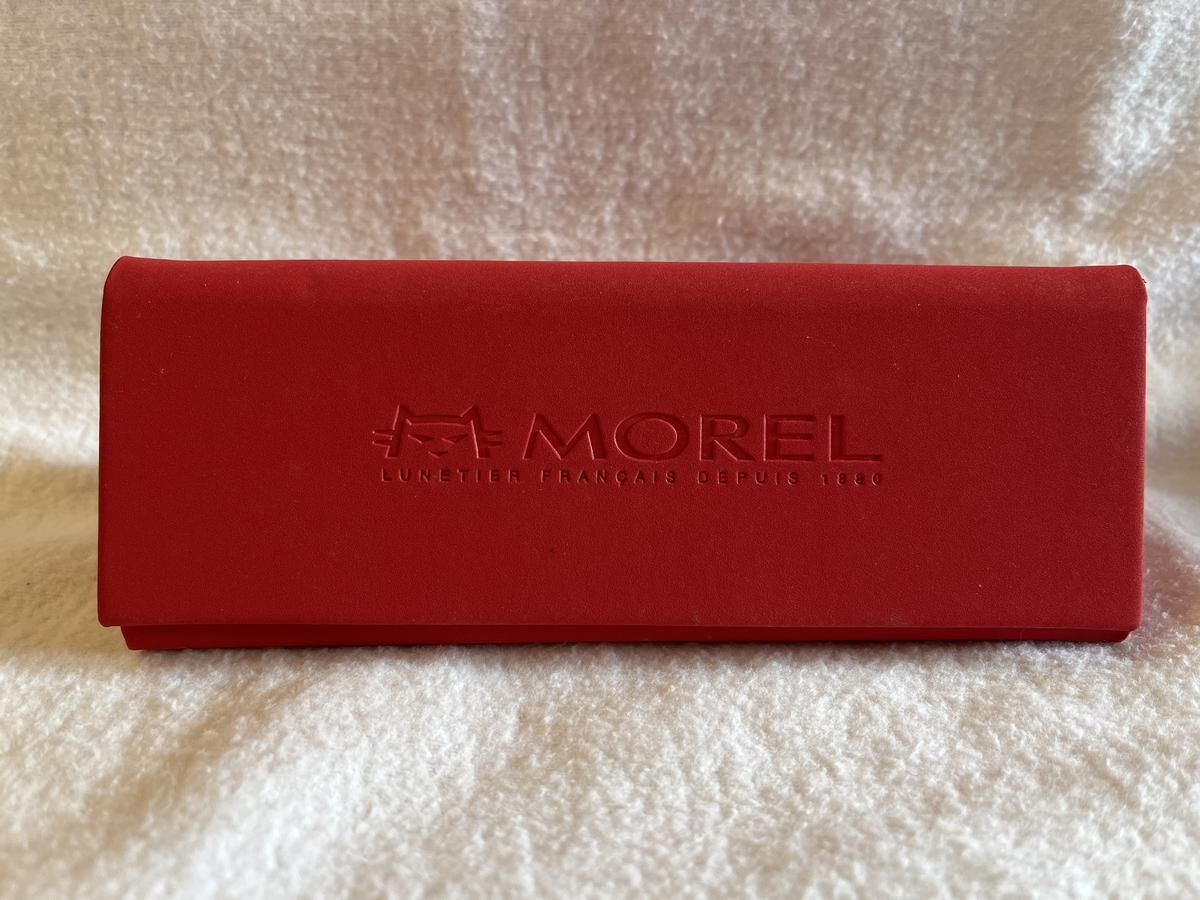 MOREL
LUNETIER FRANÇAIS DEPUIS 1880